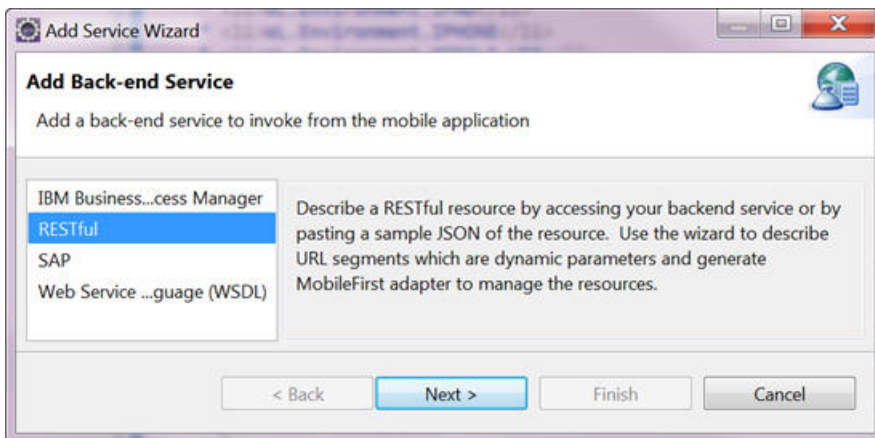 Add Service Wizard
Add Back-end Service
Add a back-end service to invoke from the mobile application
IBM Business...cess Manager
RESTful
SAP
Web Service ...guage (WSDL)
Describe a RESTful resource by accessing your backend service or by
pasting a sample JSON of the resource. Use the wizard to describe
URL segments which are dynamic parameters and generate
MobileFirst adapter to manage the resources.
< Back
Next >
Finish
Cancel